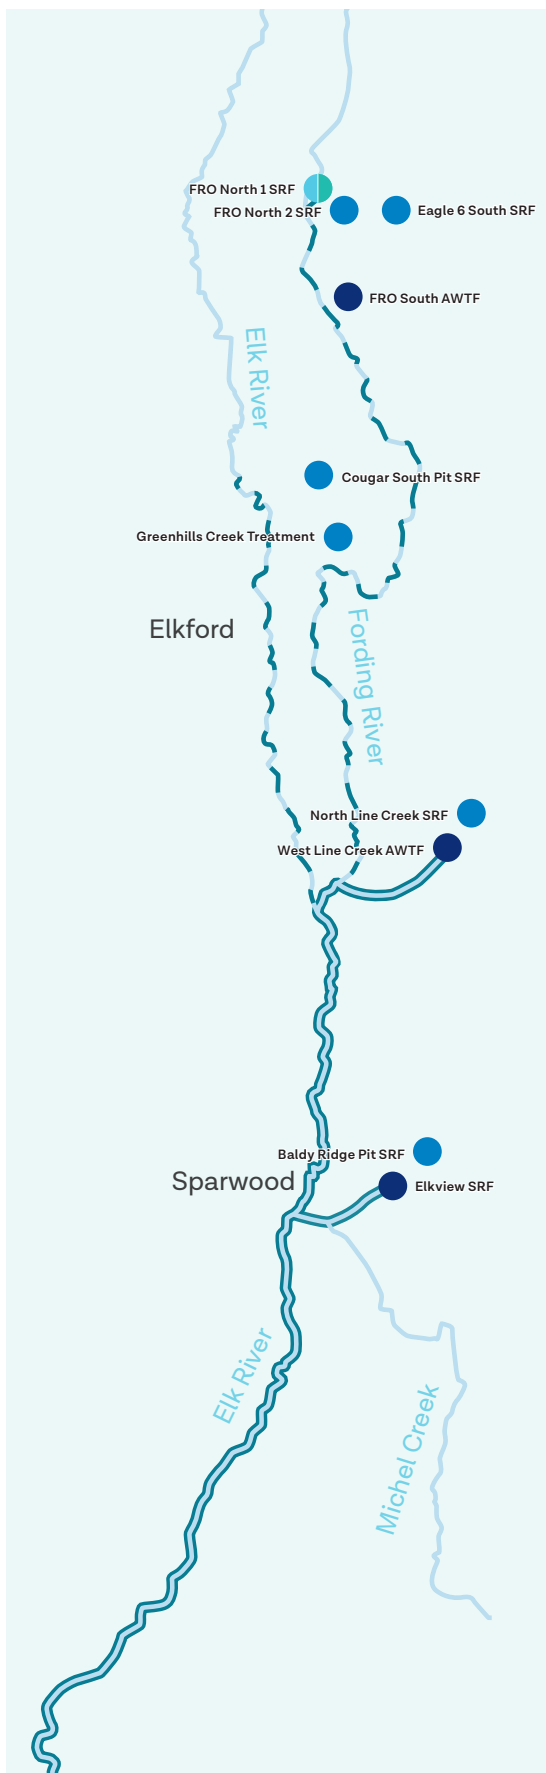 FRO North 1 SRF
FRO North 2 SRF
Eagle 6 South SRF
FRO South AWTF
Elk River
Cougar South Pit SRF
Greenhills Creek Treatment
Elkford
Fording River
North Line Creek SRF
West Line Creek AWTF
Baldy Ridge Pit SRF
Sparwood
Elkview SRF
Elk River
Michel Creek